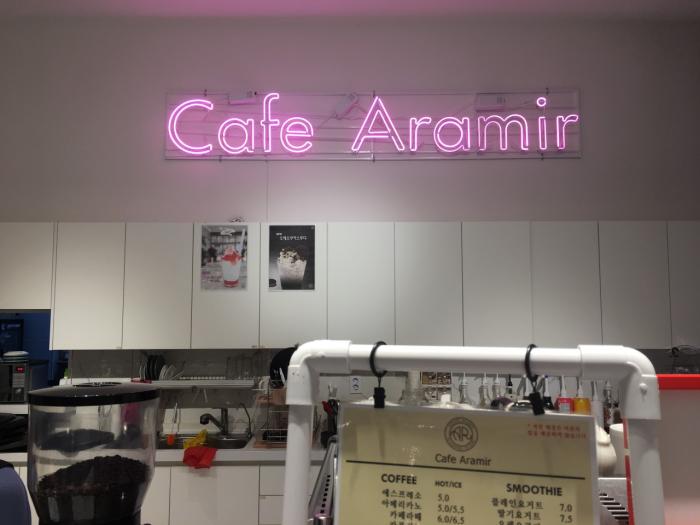 Cafe Aramir
Cafe Aramir
COFFEE HOT/ICE
에스프레소 5.0
아메리카노 5.0/5.5
카페라떼 6.0/6.5
SMOOTHIE
플레인요거트 7.0
딸기요거트 7.5